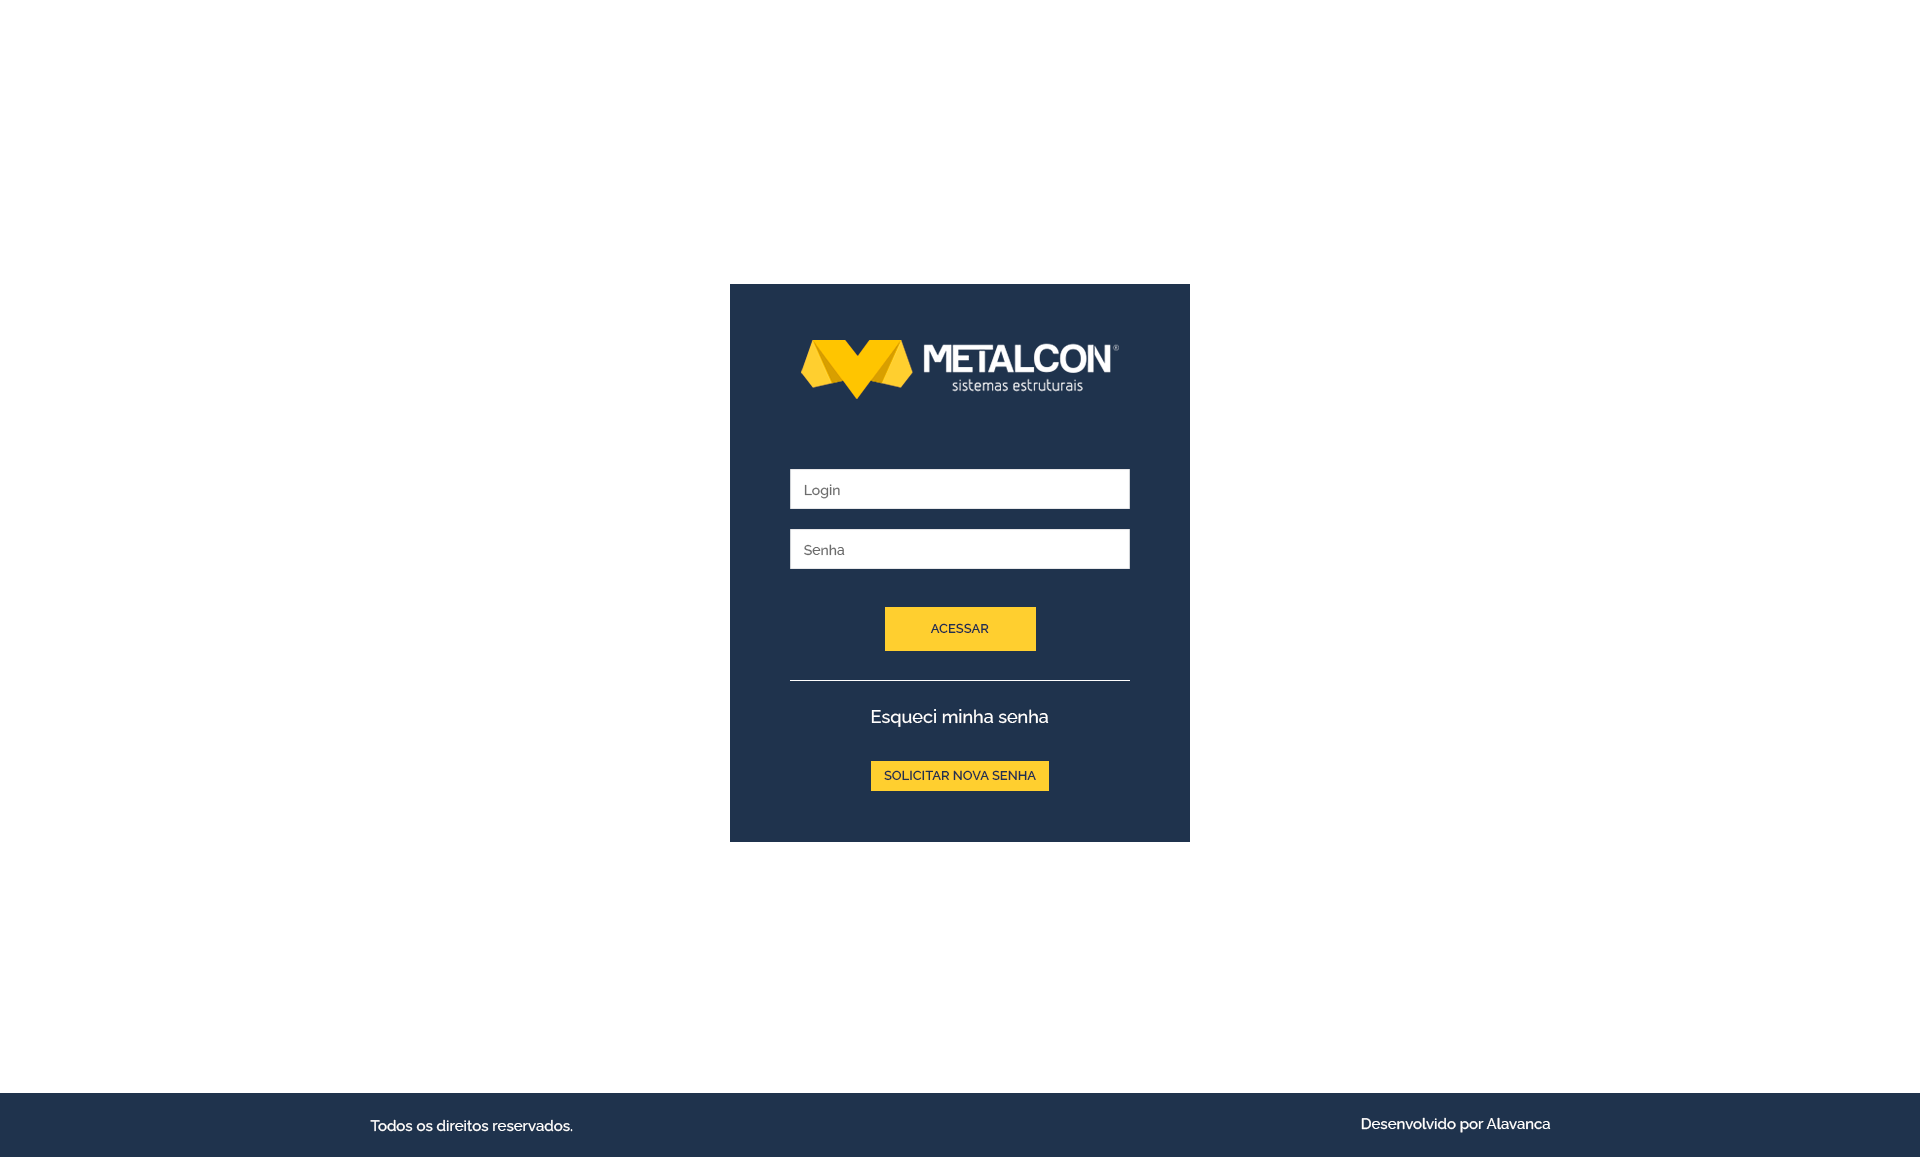 METALCON®
sistemas estruturais
Login
Senha
ACESSAR
Esqueci minha senha
SOLICITAR NOVA SENHA
Todos os direitos reservados.
Desenvolvido por Alavanca